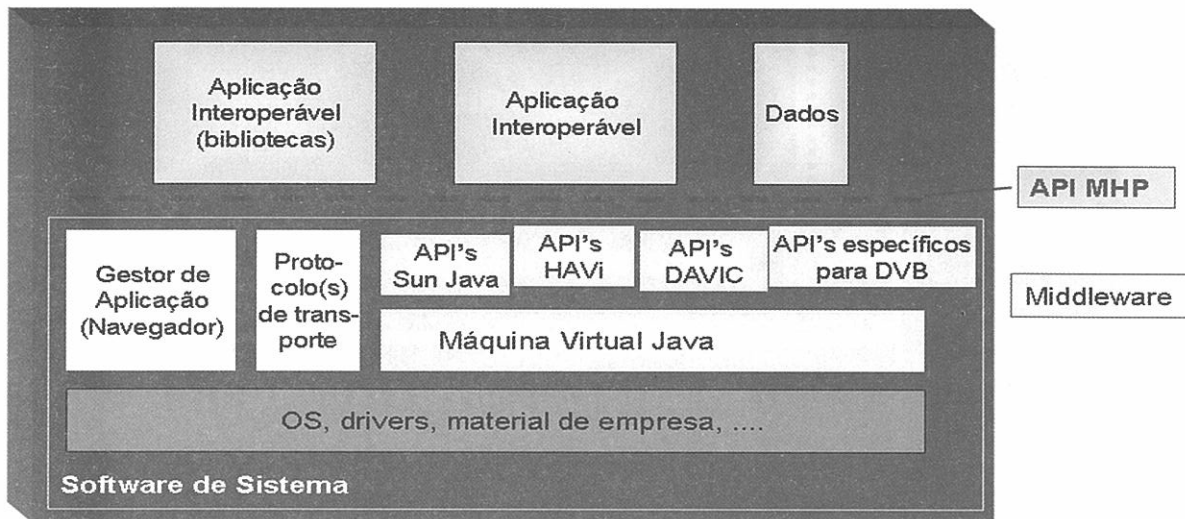 Aplicação
Interoperável
(bibliotecas)
Aplicação
Interoperável
Dados
API MHP
Gestor de
Aplicação
(Navegador)
Proto-
colo(s)
de trans-
porte
API's
Sun Java
API's
HAVi
API's
DAVIC
API's específicos
para DVB
Middleware
Máquina Virtual Java
OS, drivers, material de empresa, ....
Software de Sistema